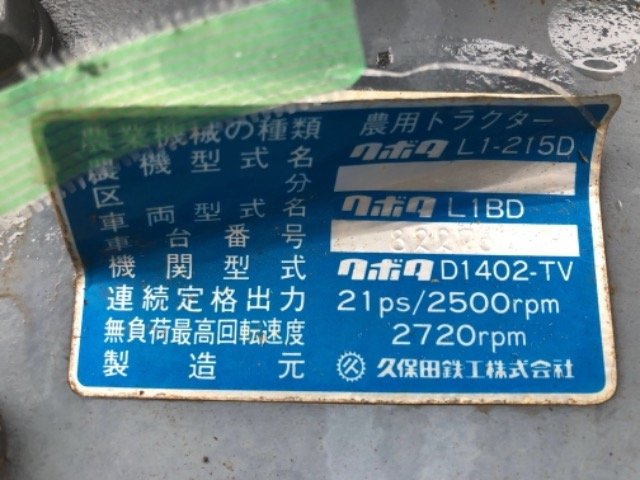 農業機械の種類 農用トラクター
農機型式名 クボタ L1-215D
区分
車両型式名 クボタ L1BD
車台番号
機関型式 クボタ D1402-TV
連続定格出力 21ps/2500rpm
無負荷最高回転速度 2720rpm
製造元 久保田鉄工株式会社